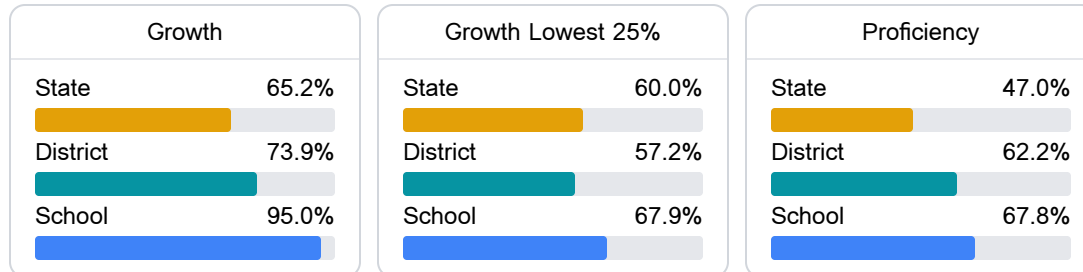 Growth
State 65.2%
District 73.9%
School 95.0%
Growth Lowest 25%
State 60.0%
District 57.2%
School 67.9%
Proficiency
State 47.0%
District 62.2%
School 67.8%